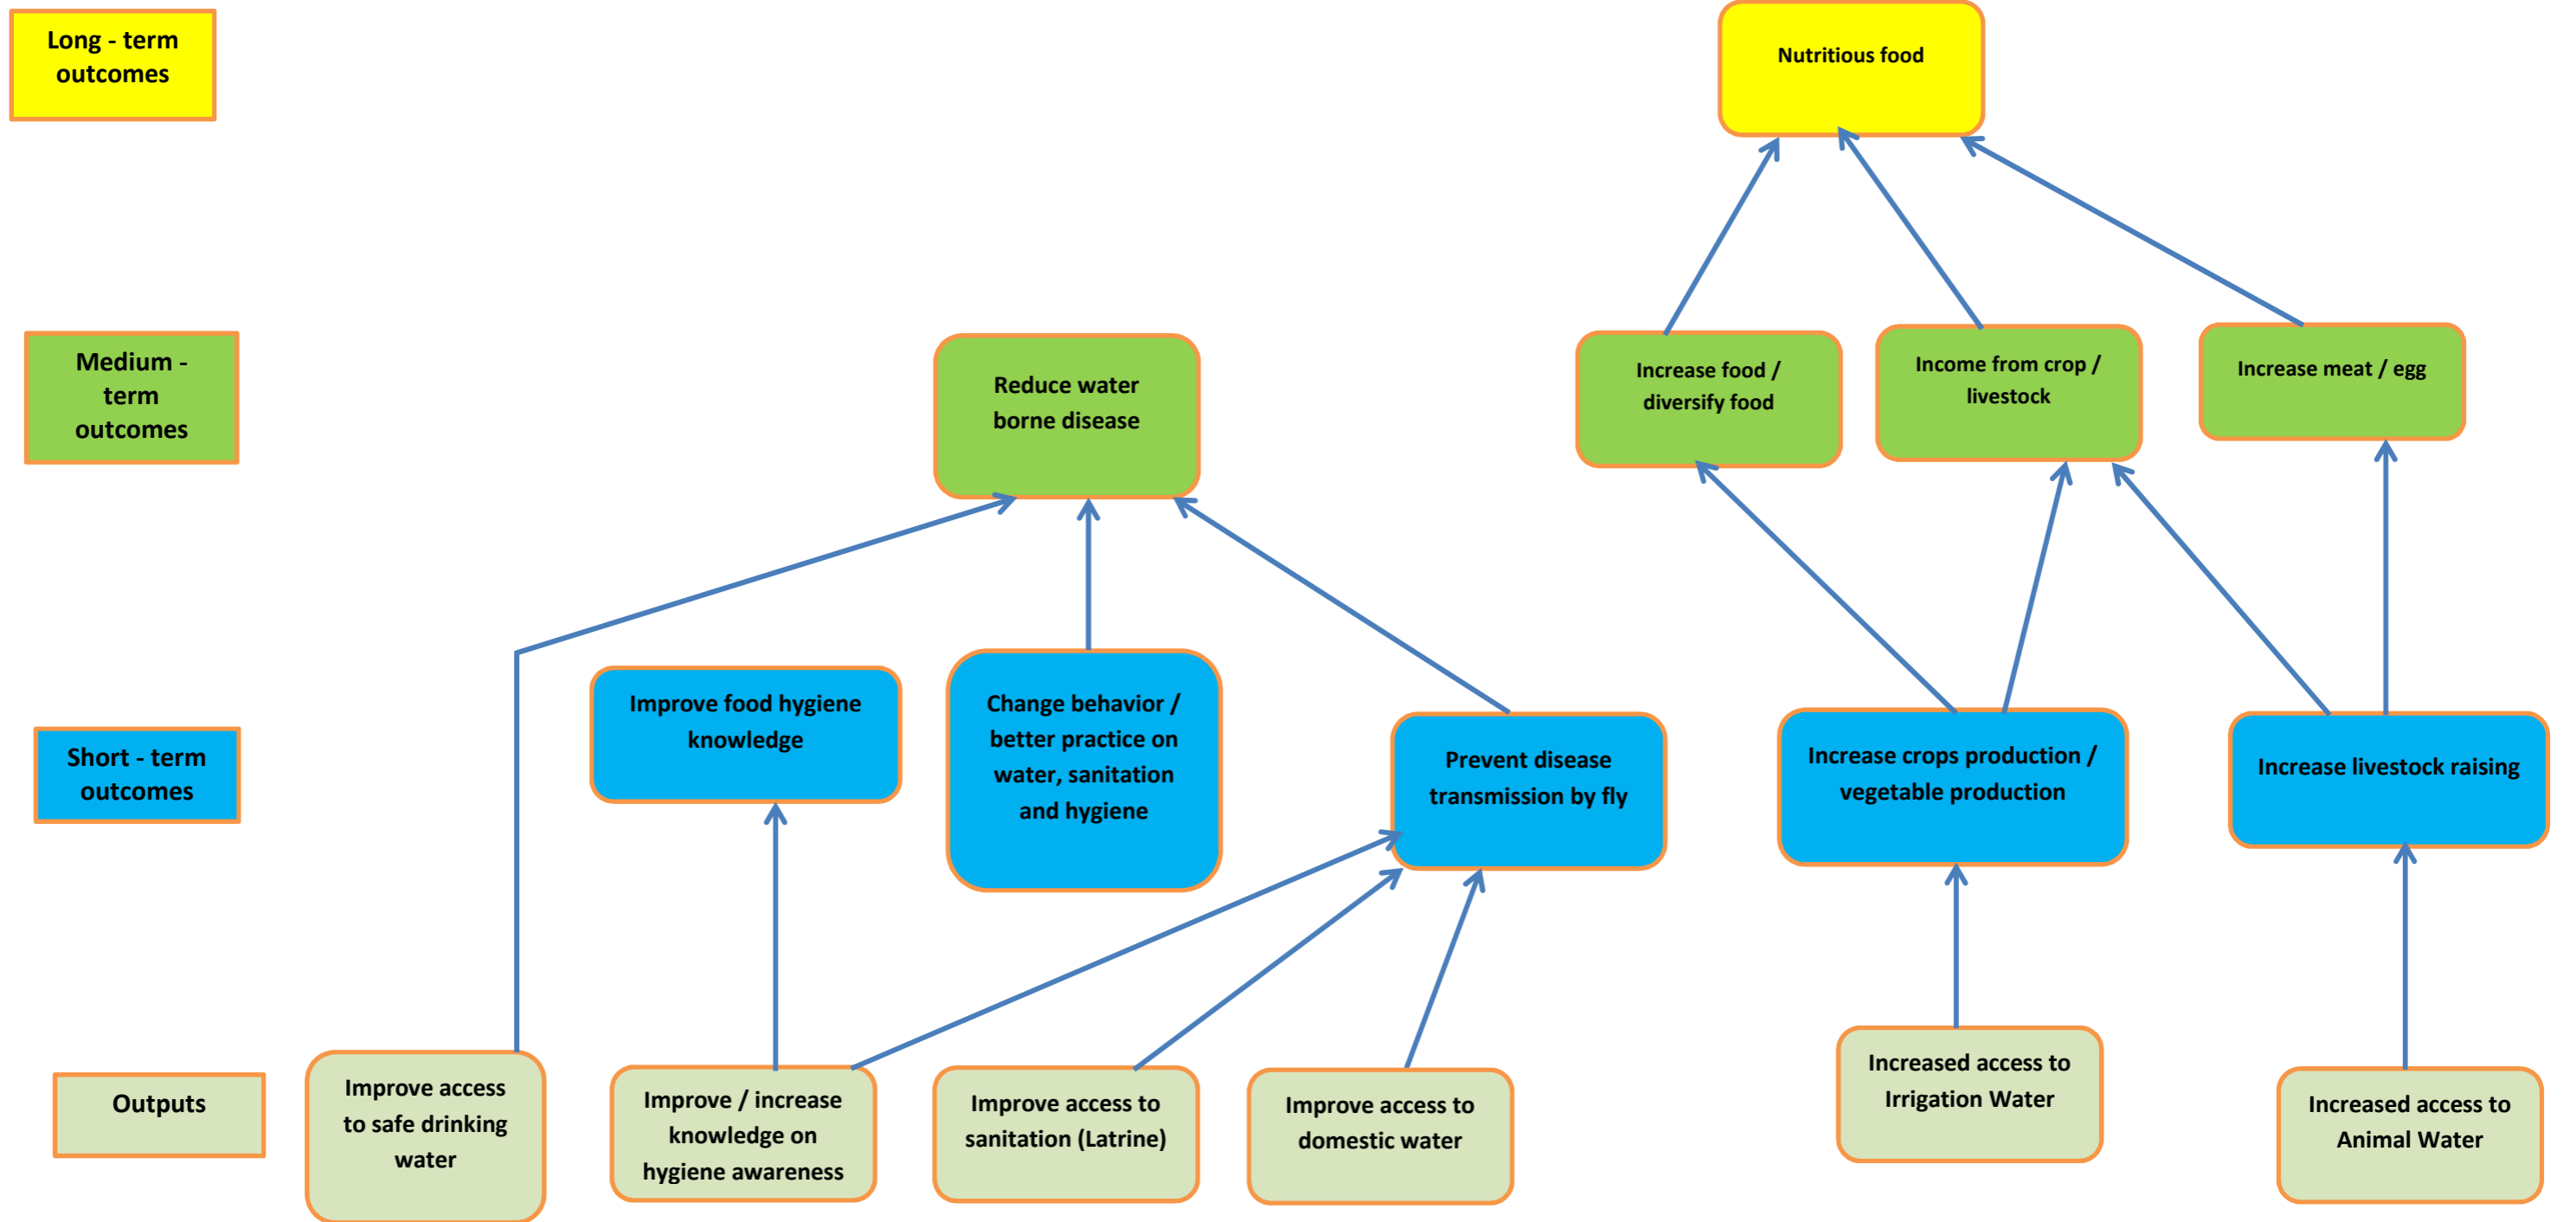 Long - term
outcomes
Nutritious food
Medium -
term
outcomes
Reduce water
borne disease
Increase food /
diversify food
Income from crop /
livestock
Increase meat / egg
Short - term
outcomes
Improve food hygiene
knowledge
Change behavior /
better practice on
water, sanitation
and hygiene
Prevent disease
transmission by fly
Increase crops production /
vegetable production
Increase livestock raising
Outputs
Improve access
to safe drinking
water
Improve / increase
knowledge on
hygiene awareness
Improve access to
sanitation (Latrine)
Improve access to
domestic water
Increased access to
Irrigation Water
Increased access to
Animal Water